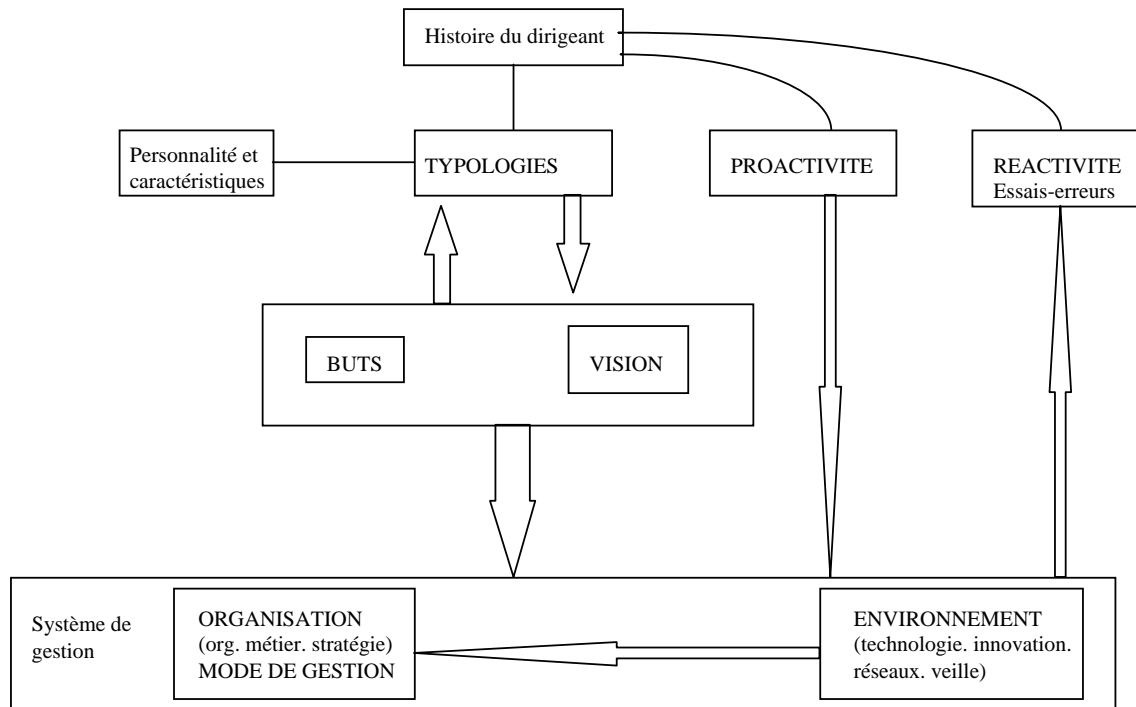 Histoire du dirigeant
Personnalité et
caractéristiques
TYPOLOGIES
PROACTIVITE
REACTIVITE
Essais-erreurs
BUTS
VISION
Système de
gestion
ORGANISATION
(org. métier. stratégie)
MODE DE GESTION
ENVIRONNEMENT
(technologie. innovation.
réseaux. veille)